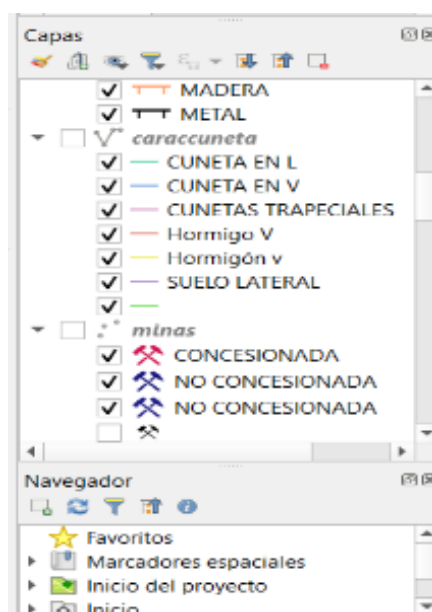 Capas
MADERA
METAL
caraccuneta
CUNETA EN L
CUNETA EN V
CUNETAS TRAPECIALES
Hormigo V
Hormigón v
SUELO LATERAL
minas
CONCESIONADA
NO CONCESIONADA
NO CONCESIONADA
Navegador
Favoritos
Marcadores espaciales
Inicio del proyecto
Inicio